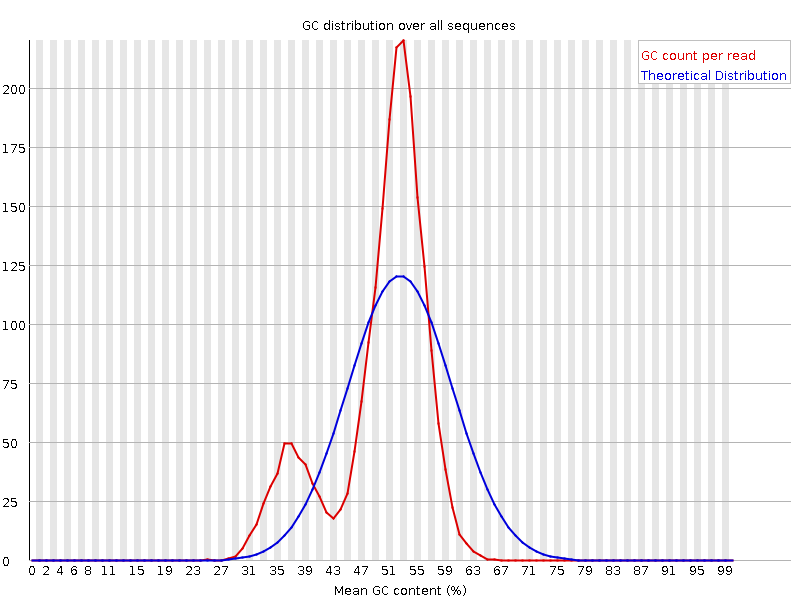 GC distribution over all sequences
GC count per read
Theoretical Distribution
200
175
150
125
100
75
50
25
0
0 2 4 6 8 11 15 19 23 27 31 35 39 43 47 51 55 59 63 67 71 75 79 83 87 91 95 99
Mean GC content (%)